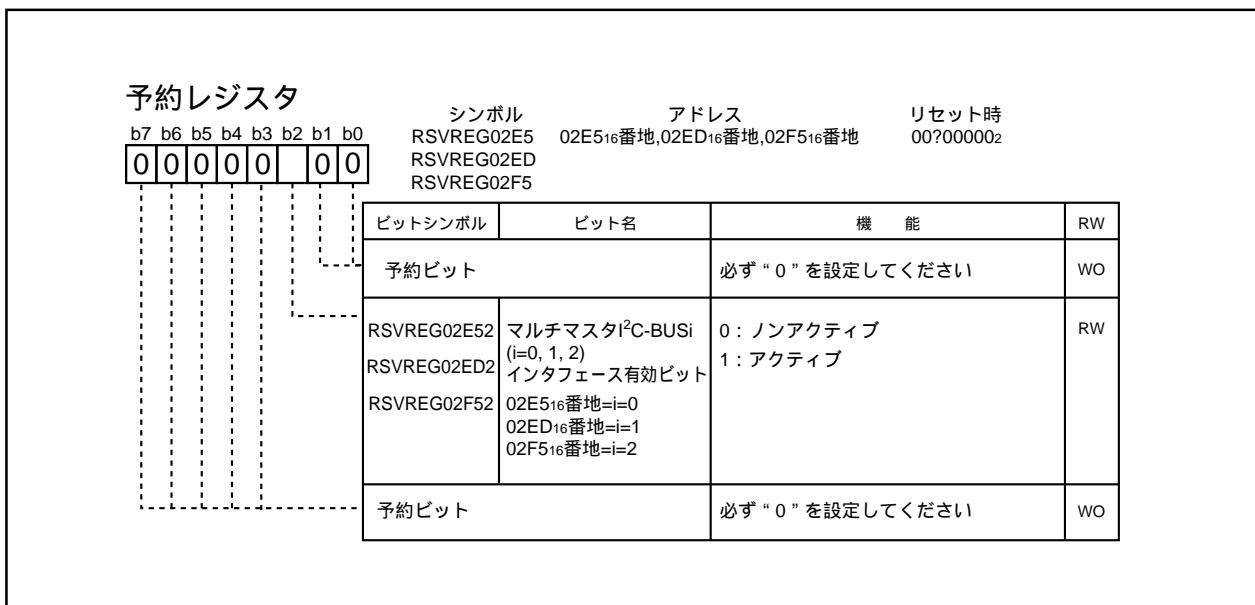 予約レジスタ
シンボル アドレス リセット時
b7 b6 b5 b4 b3 b2 b1 b0
RSVREG02E5 02E516番地,02ED16番地,02F516番地 00?000002
0 0 0 0 0 0 0
RSVREG02ED
RSVREG02F5
ビットシンボル ビット名 機 能 RW
予約ビット 必ず“0”を設定してください WO
RSVREG02E52 マルチマスタI2C-BUSi 0:ノンアクティブ RW
(i=0, 1, 2) 1:アクティブ
RSVREG02ED2 インタフェース有効ビット
RSVREG02F52 02E516番地=i=0
02ED16番地=i=1
02F516番地=i=2
予約ビット 必ず“0”を設定してください WO